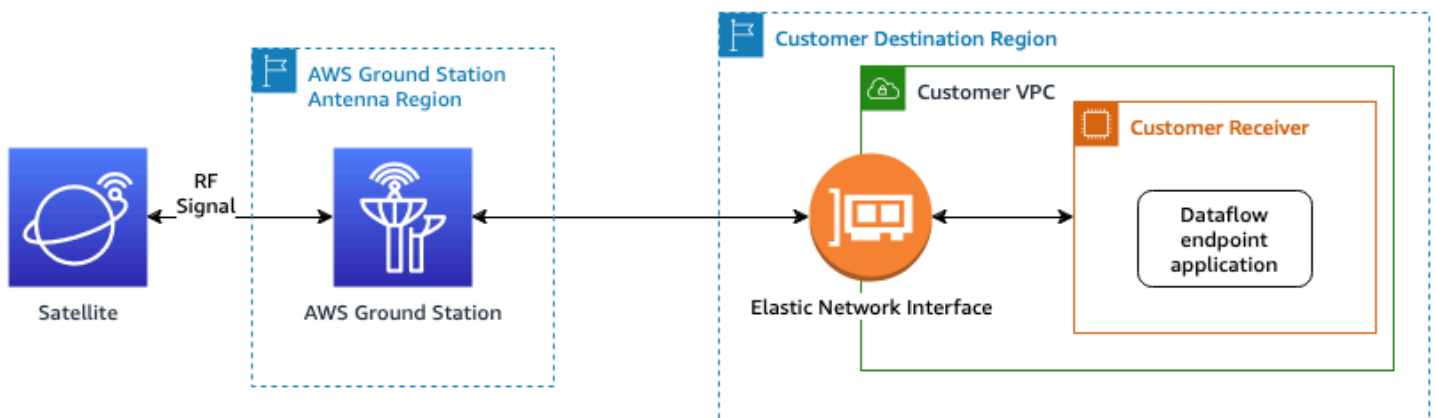 Customer Destination Region
AWS Ground Station
Antenna Region
Customer VPC
Customer Receiver
RF
Signal
Dataflow
endpoint
application
Satellite
AWS Ground Station
Elastic Network Interface